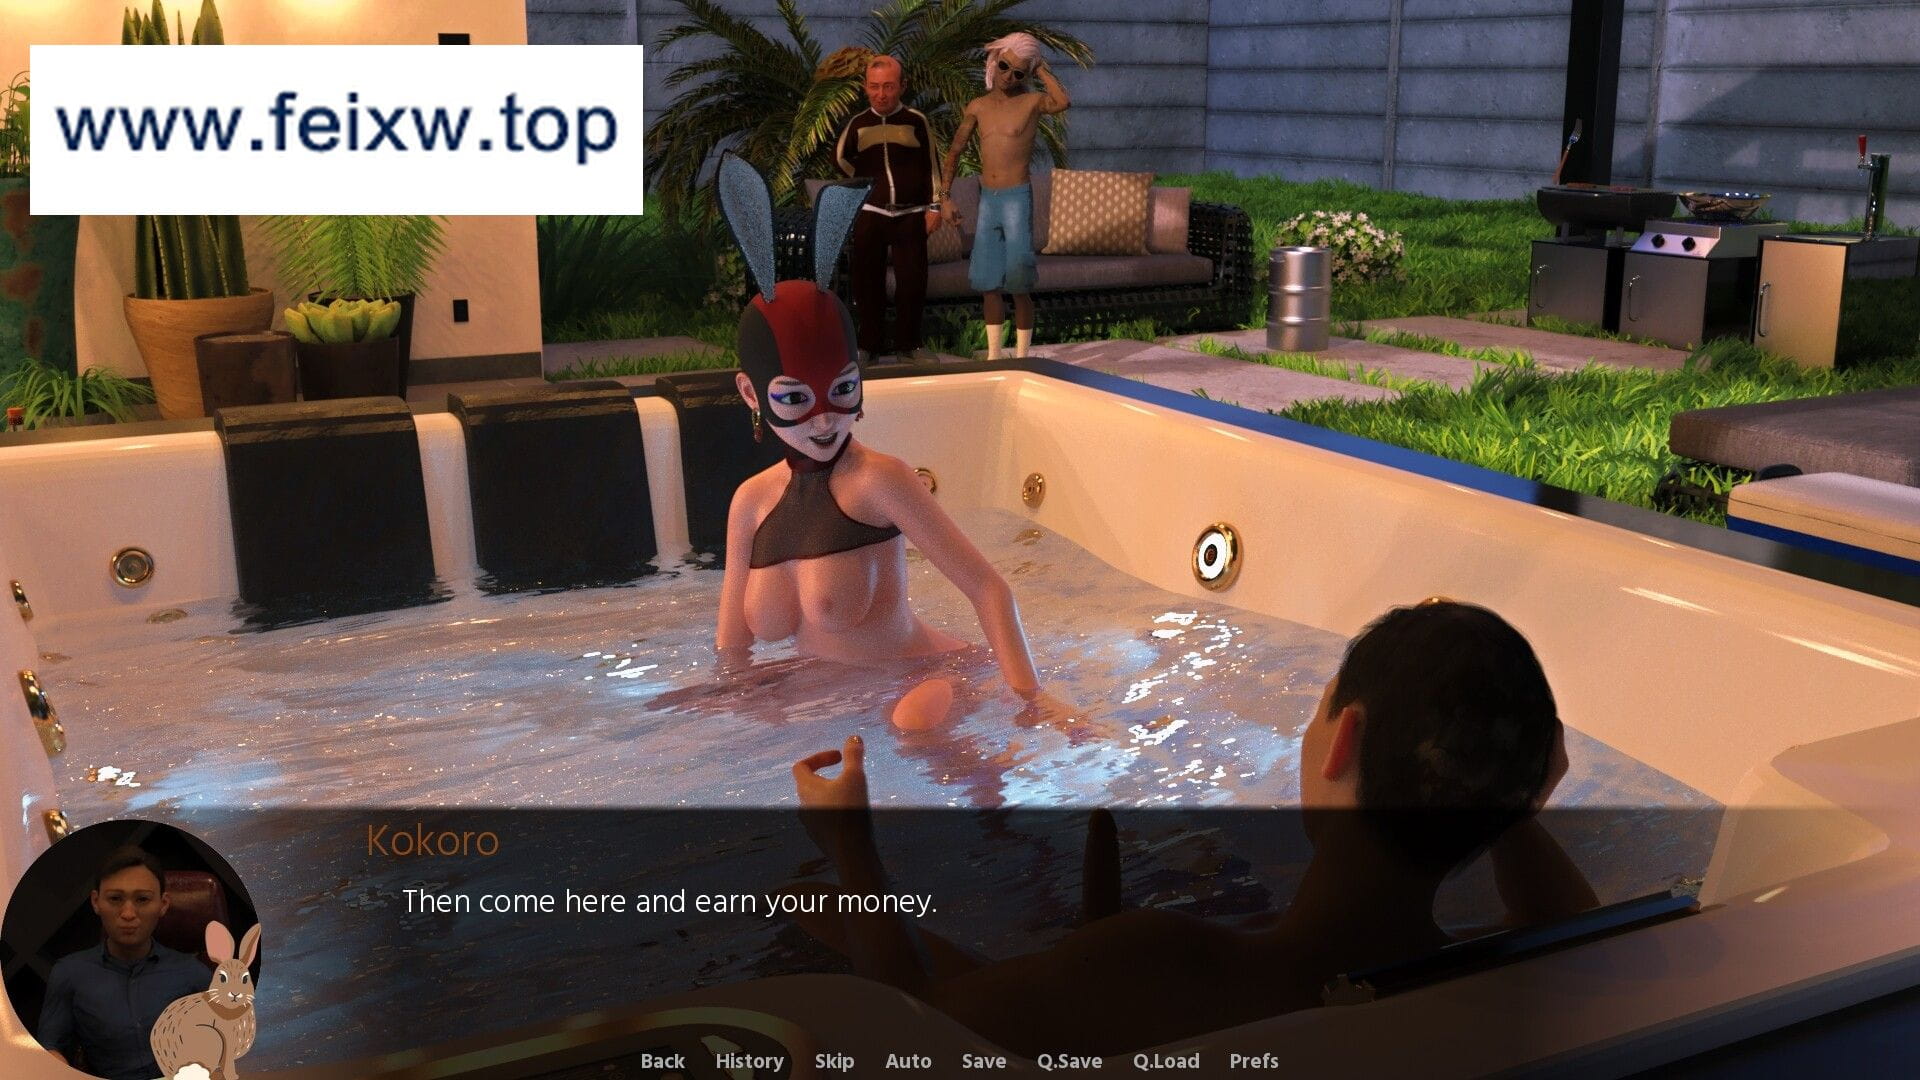 www.feixw.top
Kokoro
Then come here and earn your money.
Back History Skip Auto Save Q.Save Q.Load Prefs